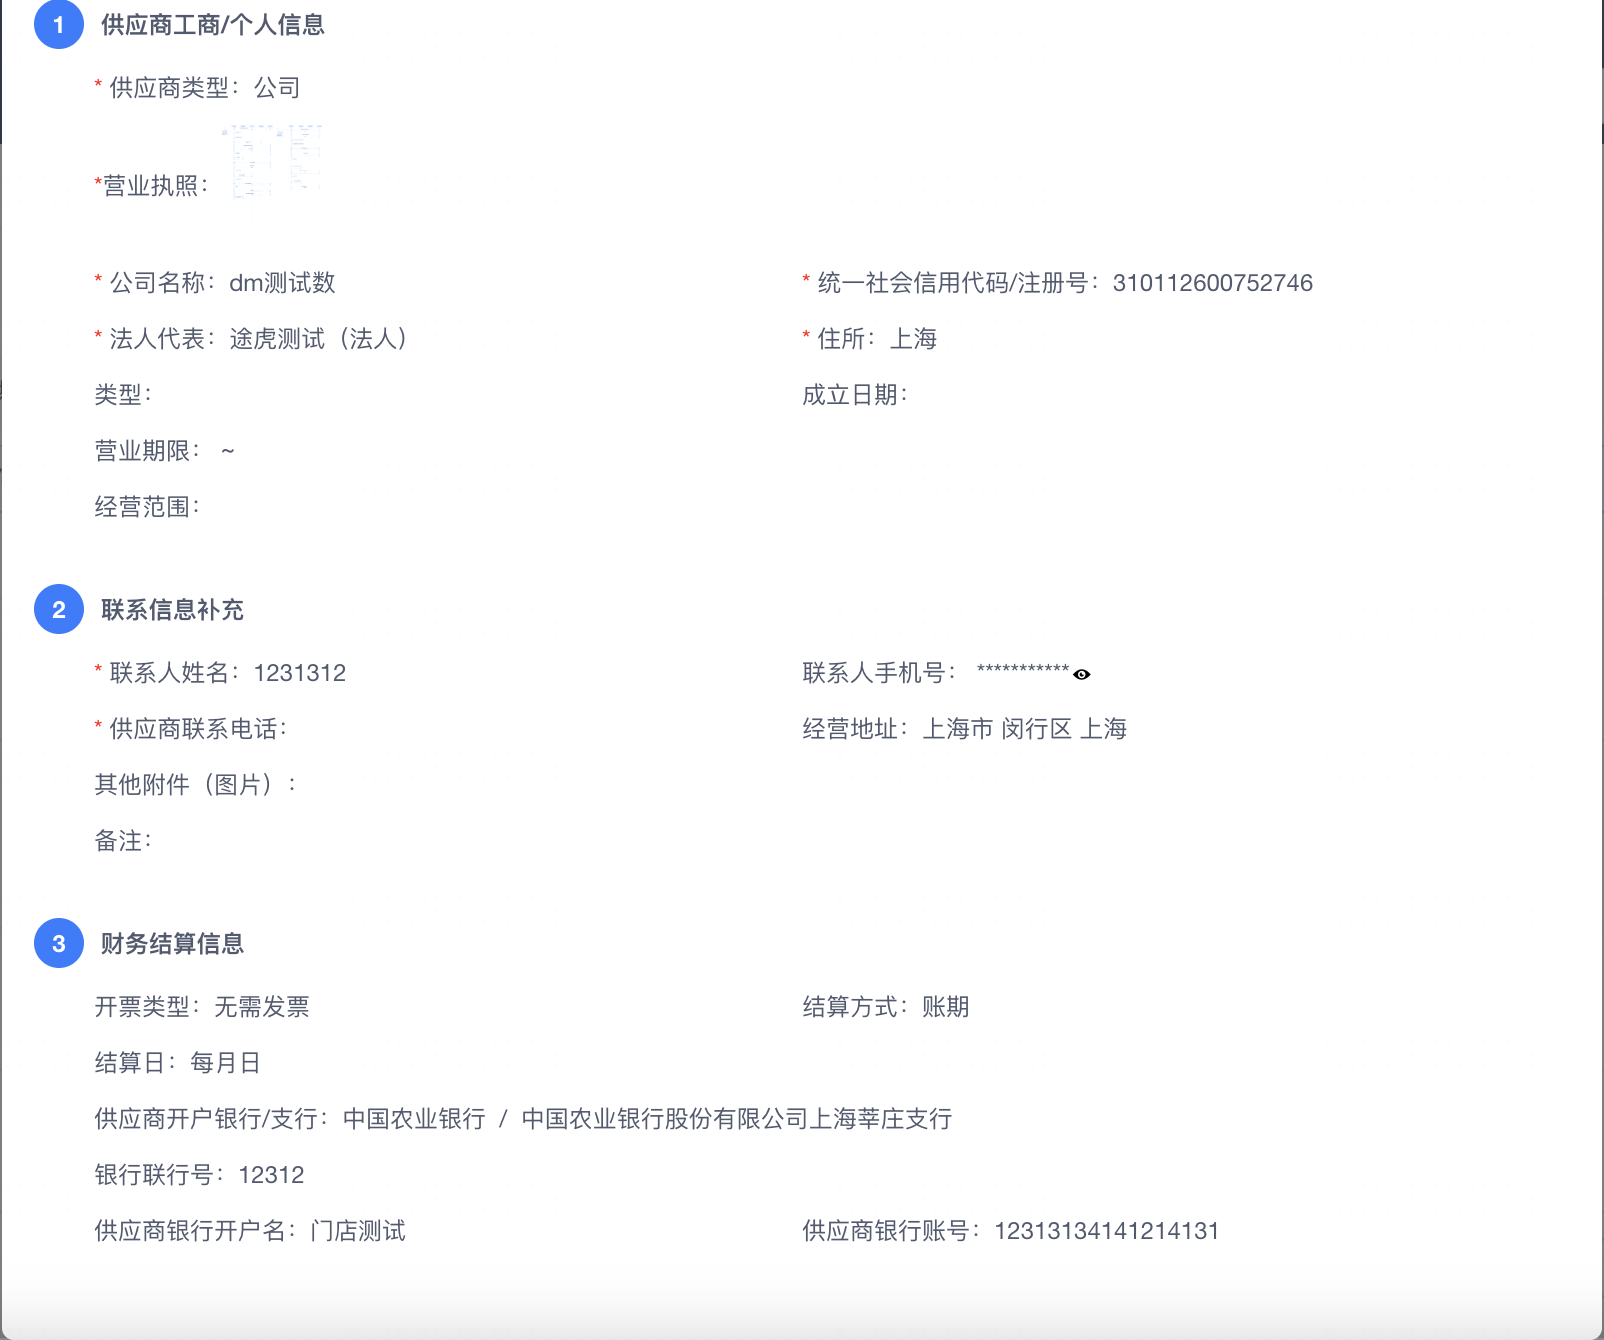 1 供应商工商/个人信息
* 供应商类型：公司
*营业执照：
* 公司名称：dm测试数
* 统一社会信用代码/注册号：310112600752746
* 法人代表：途虎测试（法人）
* 住所：上海
类型：
成立日期：
营业期限： ~
经营范围：
2 联系信息补充
* 联系人姓名：1231312
联系人手机号： ***********
* 供应商联系电话：
经营地址：上海市 闵行区 上海
其他附件（图片）：
备注：
3 财务结算信息
开票类型：无需发票
结算方式：账期
结算日：每月日
供应商开户银行/支行：中国农业银行 / 中国农业银行股份有限公司上海莘庄支行
银行联行号：12312
供应商银行开户名：门店测试
供应商银行账号：12313134141214131